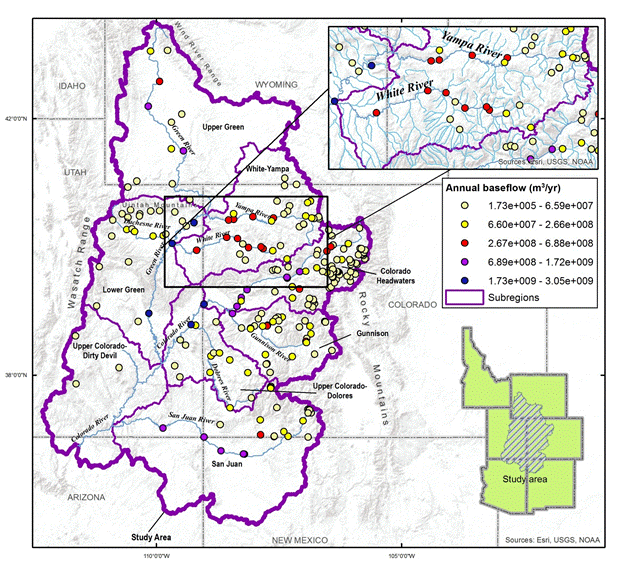 Wind River Range
IDAHO
WYOMING
42°0'0"N
42°0'0"N
Green River
Upper Green
UTAH
White-Yampa
Yampa River
White River
Sources: Esri, USGS, NOAA
Annual baseflow (m³/yr)
1.73e+005 - 6.59e+007
6.60e+007 - 2.66e+008
2.67e+008 - 6.88e+008
6.89e+008 - 1.72e+009
1.73e+009 - 3.05e+009
Subregions
Uintah Mountains
Duchesne River
Yampa River
White River
Green River
Wasatch Range
Lower Green
Colorado
Headwaters
COLORADO
Rocky Mountains
Colorado River
Gunnison River
Gunnison
Upper Colorado-
Dirty Devil
Dolores River
Upper Colorado-
Dolores
38°0'0"N
38°0'0"N
San Juan River
Colorado River
San Juan
Study area
ARIZONA
Study Area
NEW MEXICO
Sources: Esri, USGS, NOAA
110°0'0"W
105°0'0"W